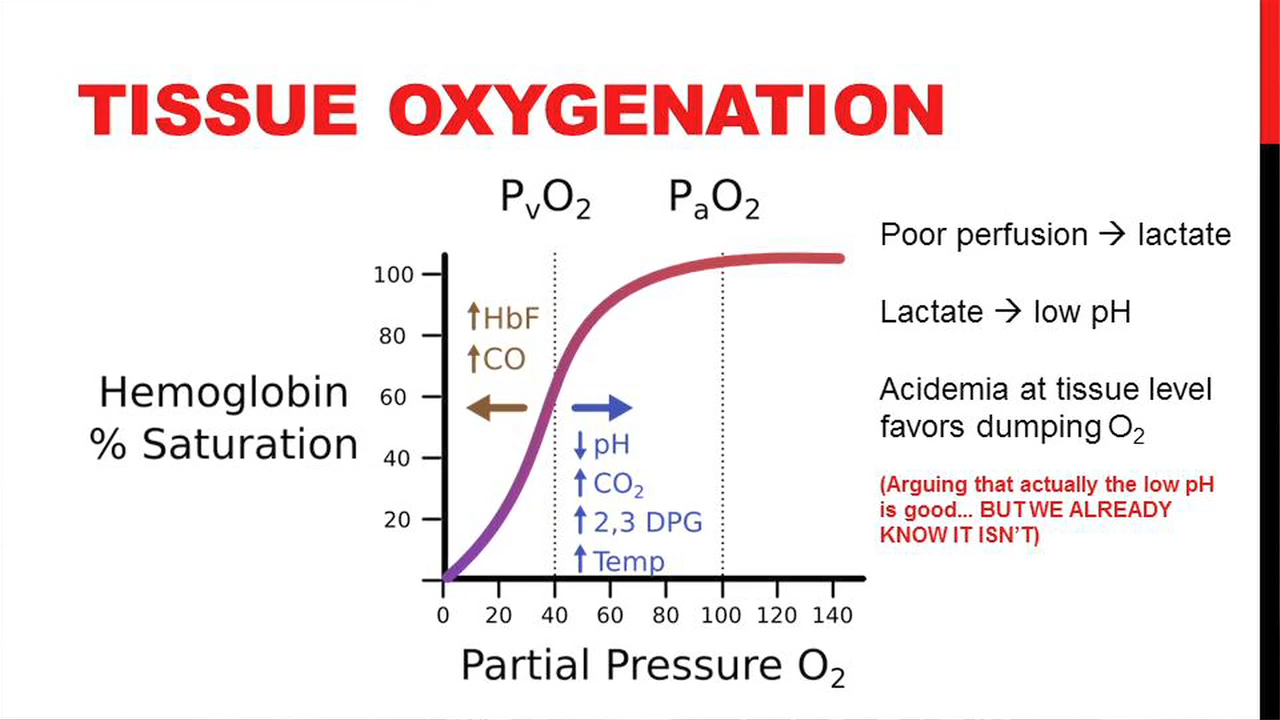 TISSUE OXYGENATION
PvO2
PaO2
Poor perfusion → lactate
Lactate → low pH
Acidemia at tissue level
favors dumping O2
(Arguing that actually the low pH
is good... BUT WE ALREADY
KNOW IT ISN'T)
Hemoglobin
% Saturation
100
80
60
40
20
↑HbF
↑CO
↓ pH
↑ CO2
↑ 2,3 DPG
↑ Temp
0 20 40 60 80 100 120 140
Partial Pressure O2